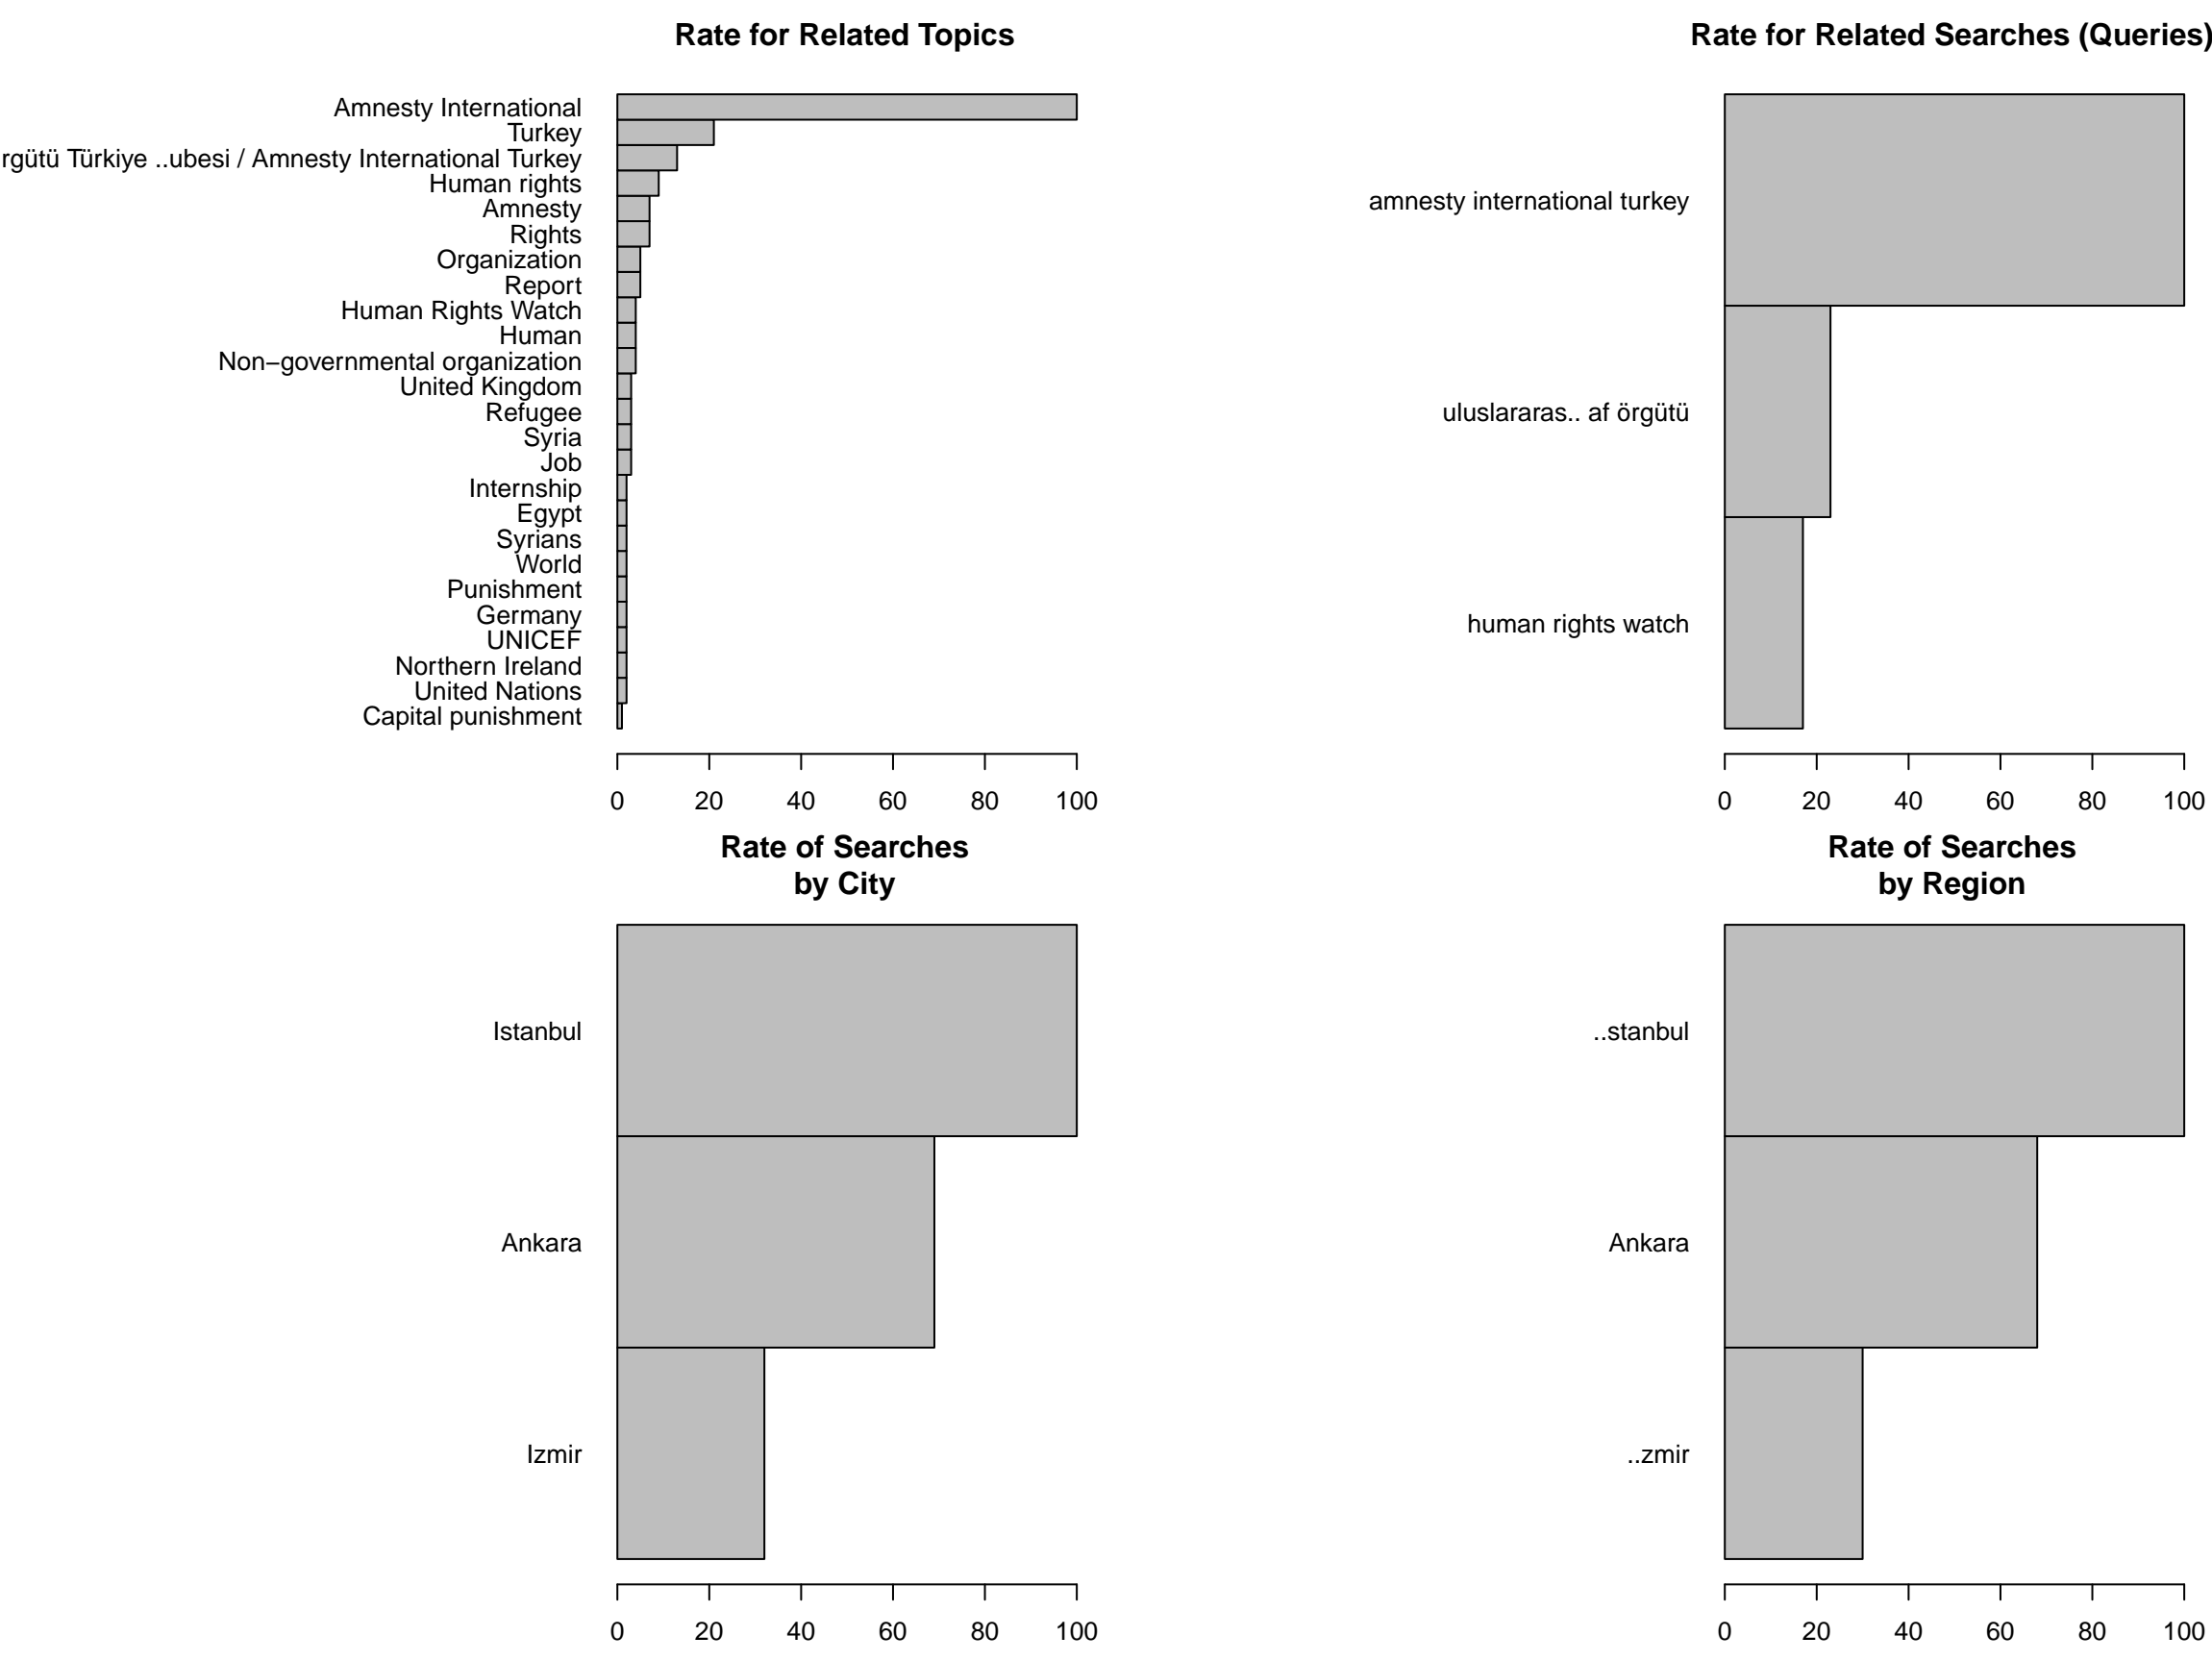 Rate for Related Topics
Amnesty International
Turkey
rgütü Türkiye ..ubesi / Amnesty International Turkey
Human rights
Amnesty
Rights
Organization
Report
Human Rights Watch
Human
Non−governmental organization
United Kingdom
Refugee
Syria
Job
Internship
Egypt
Syrians
World
Punishment
Germany
UNICEF
Northern Ireland
United Nations
Capital punishment
0 20 40 60 80 100
Rate for Related Searches (Queries)
amnesty international turkey
uluslararas.. af örgütü
human rights watch
0 20 40 60 80 100
Rate of Searches
by City
Istanbul
Ankara
Izmir
0 20 40 60 80 100
Rate of Searches
by Region
..stanbul
Ankara
..zmir
0 20 40 60 80 100